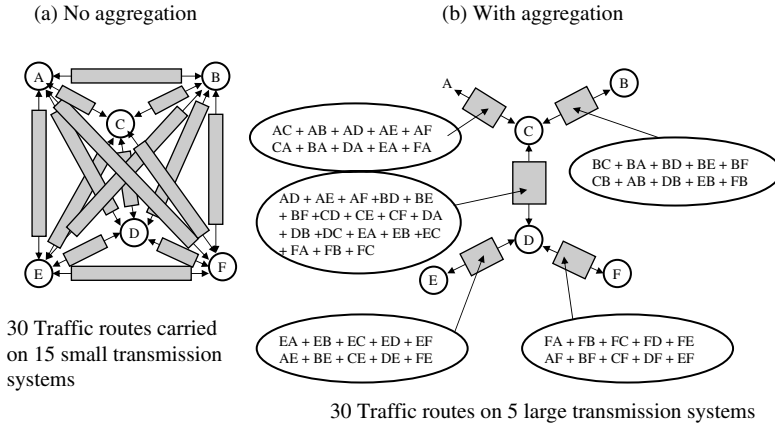 (a) No aggregation
A
B
C
D
E
F
30 Traffic routes carried
on 15 small transmission
systems
(b) With aggregation
A
B
C
D
E
F
AC + AB + AD + AE + AF
CA + BA + DA + EA + FA
BC + BA + BD + BE + BF
CB + AB + DB + EB + FB
AD + AE + AF +BD + BE
+ BF +CD + CE + CF + DA
+ DB +DC + EA + EB +EC
+ FA + FB + FC
EA + EB + EC + ED + EF
AE + BE + CE + DE + FE
FA + FB + FC + FD + FE
AF + BF + CF + DF + EF
30 Traffic routes on 5 large transmission systems